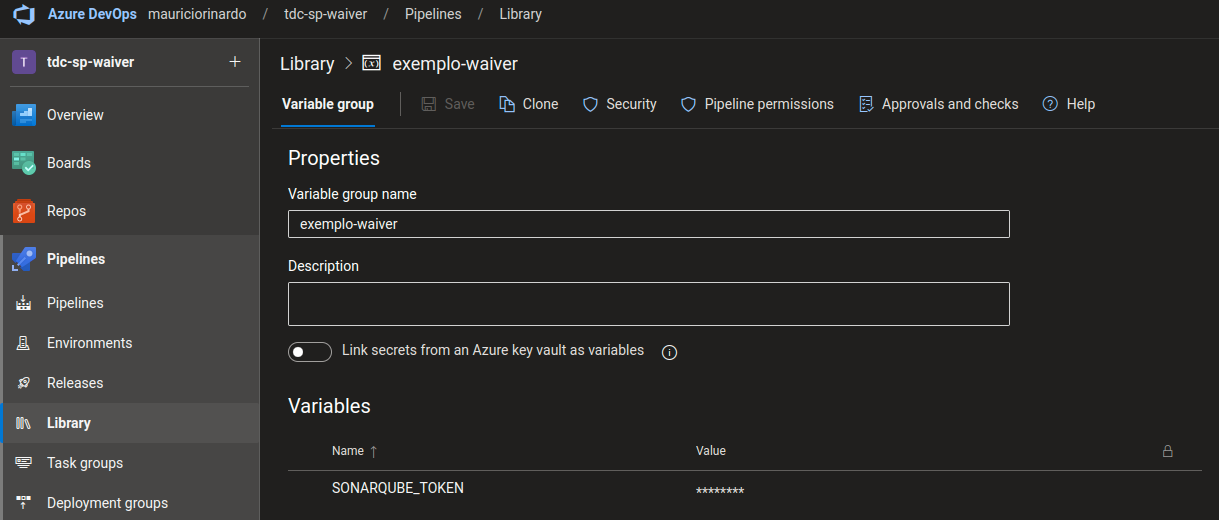 Azure DevOps mauriciorinardo / tdc-sp-waiver / Pipelines / Library
T tdc-sp-waiver +
Overview
Boards
Repos
Pipelines
Pipelines
Environments
Releases
Library
Task groups
Deployment groups
Library > (x) exemplo-waiver
Variable group Save Clone Security Pipeline permissions Approvals and checks ? Help
Properties
Variable group name
exemplo-waiver
Description
Link secrets from an Azure key vault as variables i
Variables
Name ↑ Value
SONARQUBE_TOKEN ********